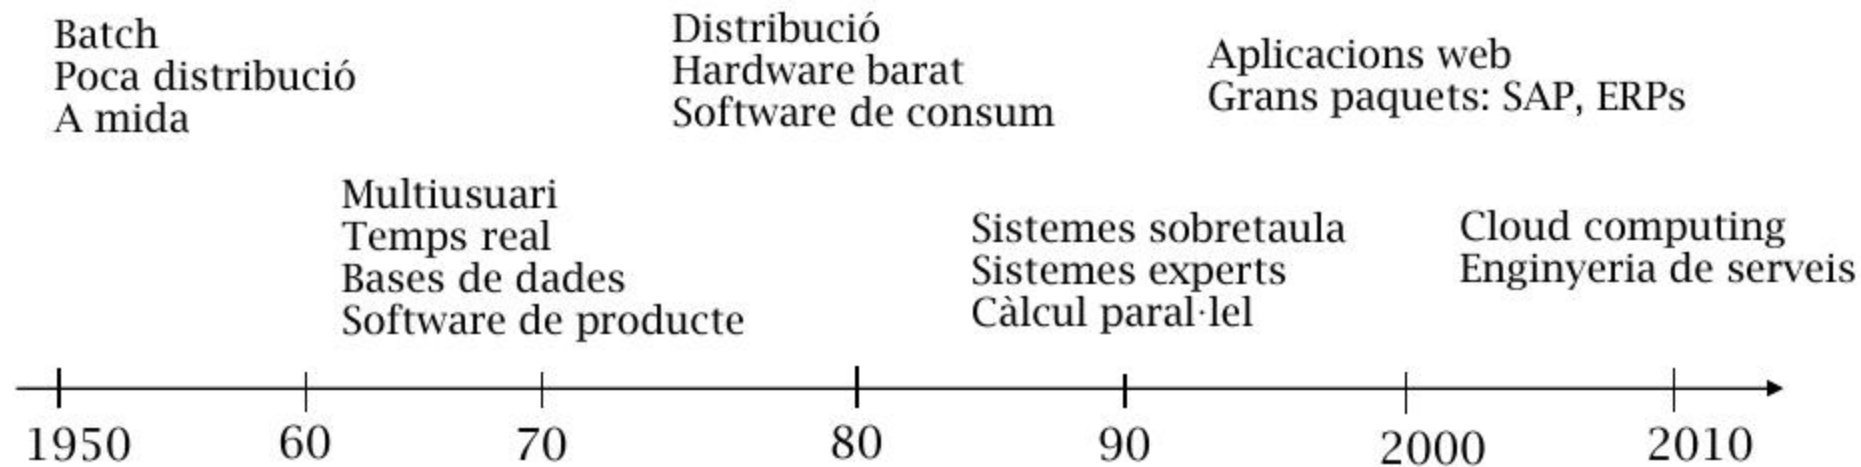 Batch
Poca distribució
A mida
Multiusuari
Temps real
Bases de dades
Software de producte
Distribució
Hardware barat
Software de consum
Sistemes sobretaula
Sistemes experts
Càlcul paral·lel
Aplicacions web
Grans paquets: SAP, ERPs
Cloud computing
Enginyeria de serveis
1950 60 70 80 90 2000 2010